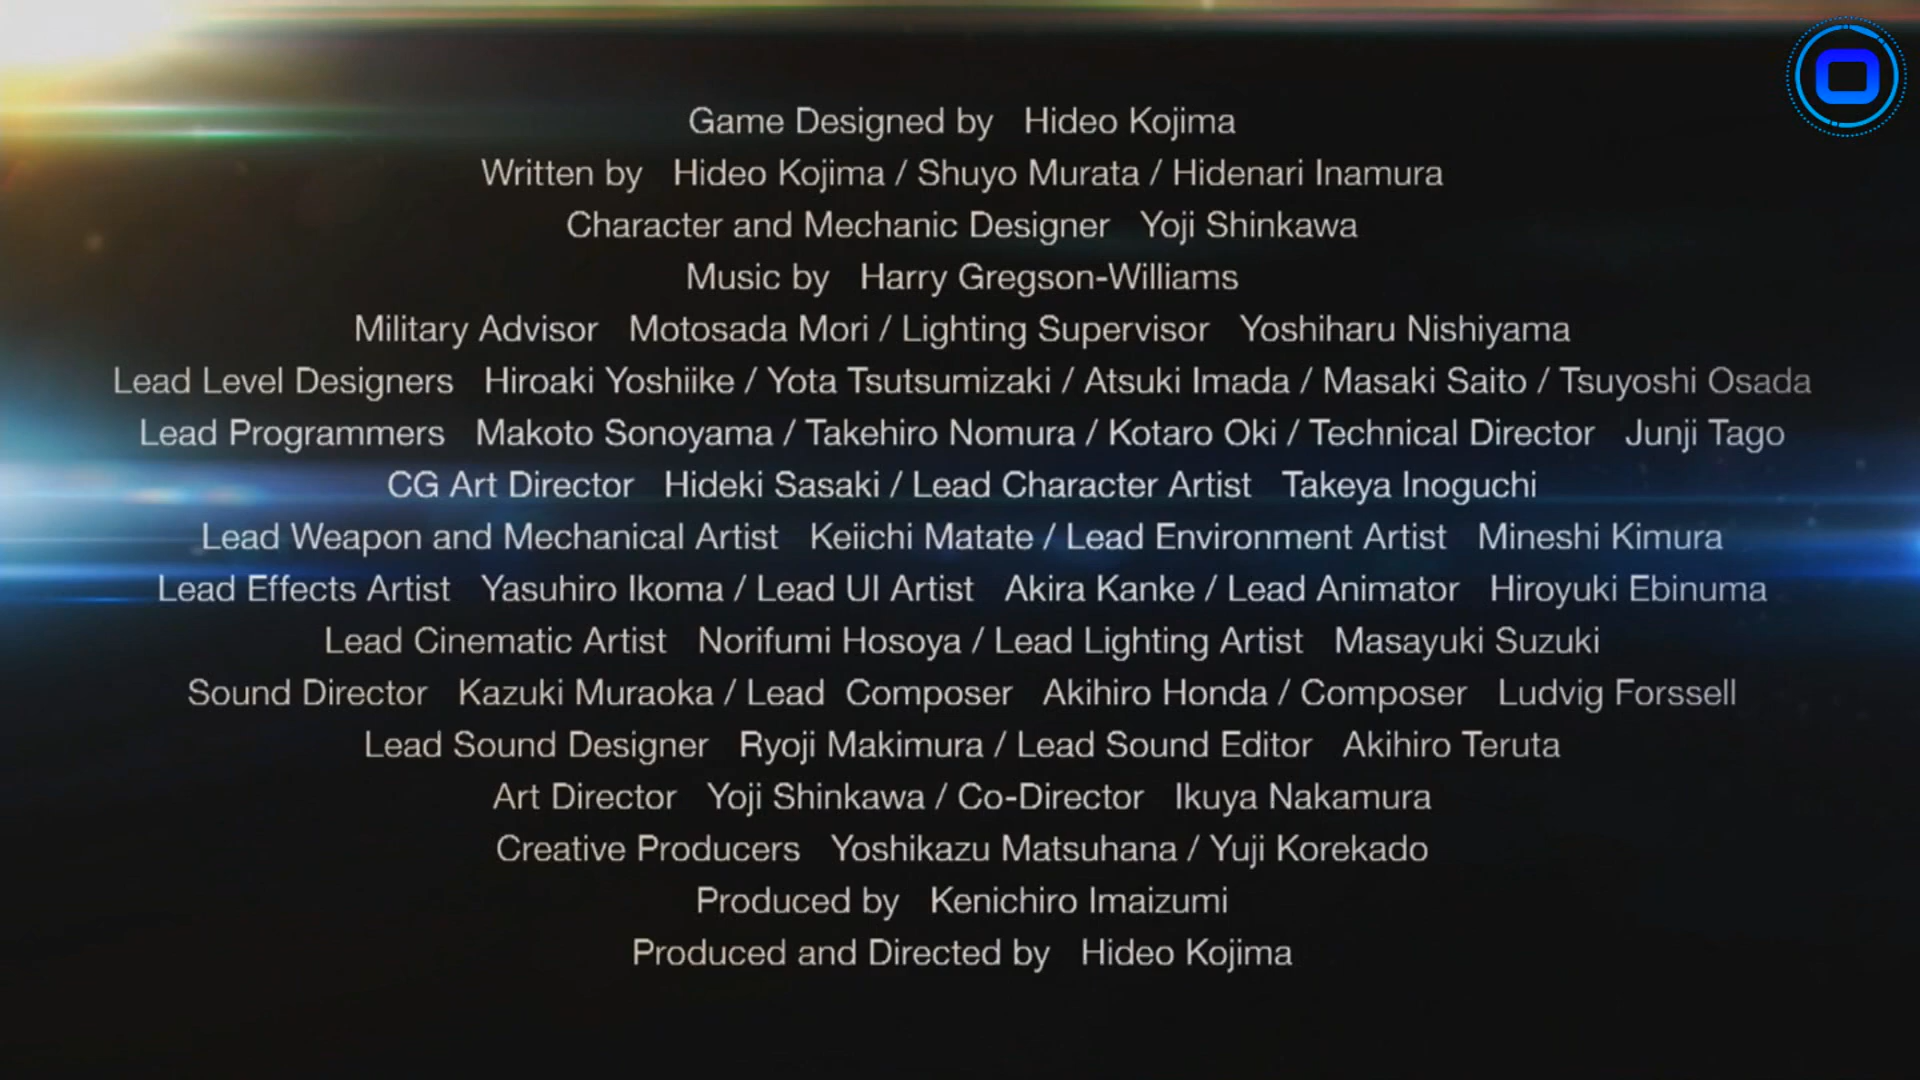 Game Designed by Hideo Kojima
Written by Hideo Kojima / Shuyo Murata / Hidenari Inamura
Character and Mechanic Designer Yoji Shinkawa
Music by Harry Gregson-Williams
Military Advisor Motosada Mori / Lighting Supervisor Yoshiharu Nishiyama
Lead Level Designers Hiroaki Yoshiike / Yota Tsutsumizaki / Atsuki Imada / Masaki Saito / Tsuyoshi Osada
Lead Programmers Makoto Sonoyama / Takehiro Nomura / Kotaro Oki / Technical Director Junji Tago
CG Art Director Hideki Sasaki / Lead Character Artist Takeya Inoguchi
Lead Weapon and Mechanical Artist Keiichi Matate / Lead Environment Artist Mineshi Kimura
Lead Effects Artist Yasuhiro Ikoma / Lead UI Artist Akira Kanke / Lead Animator Hiroyuki Ebinuma
Lead Cinematic Artist Norifumi Hosoya / Lead Lighting Artist Masayuki Suzuki
Sound Director Kazuki Muraoka / Lead Composer Akihiro Honda / Composer Ludvig Forssell
Lead Sound Designer Ryoji Makimura / Lead Sound Editor Akihiro Teruta
Art Director Yoji Shinkawa / Co-Director Ikuya Nakamura
Creative Producers Yoshikazu Matsuhana / Yuji Korekado
Produced by Kenichiro Imaizumi
Produced and Directed by Hideo Kojima